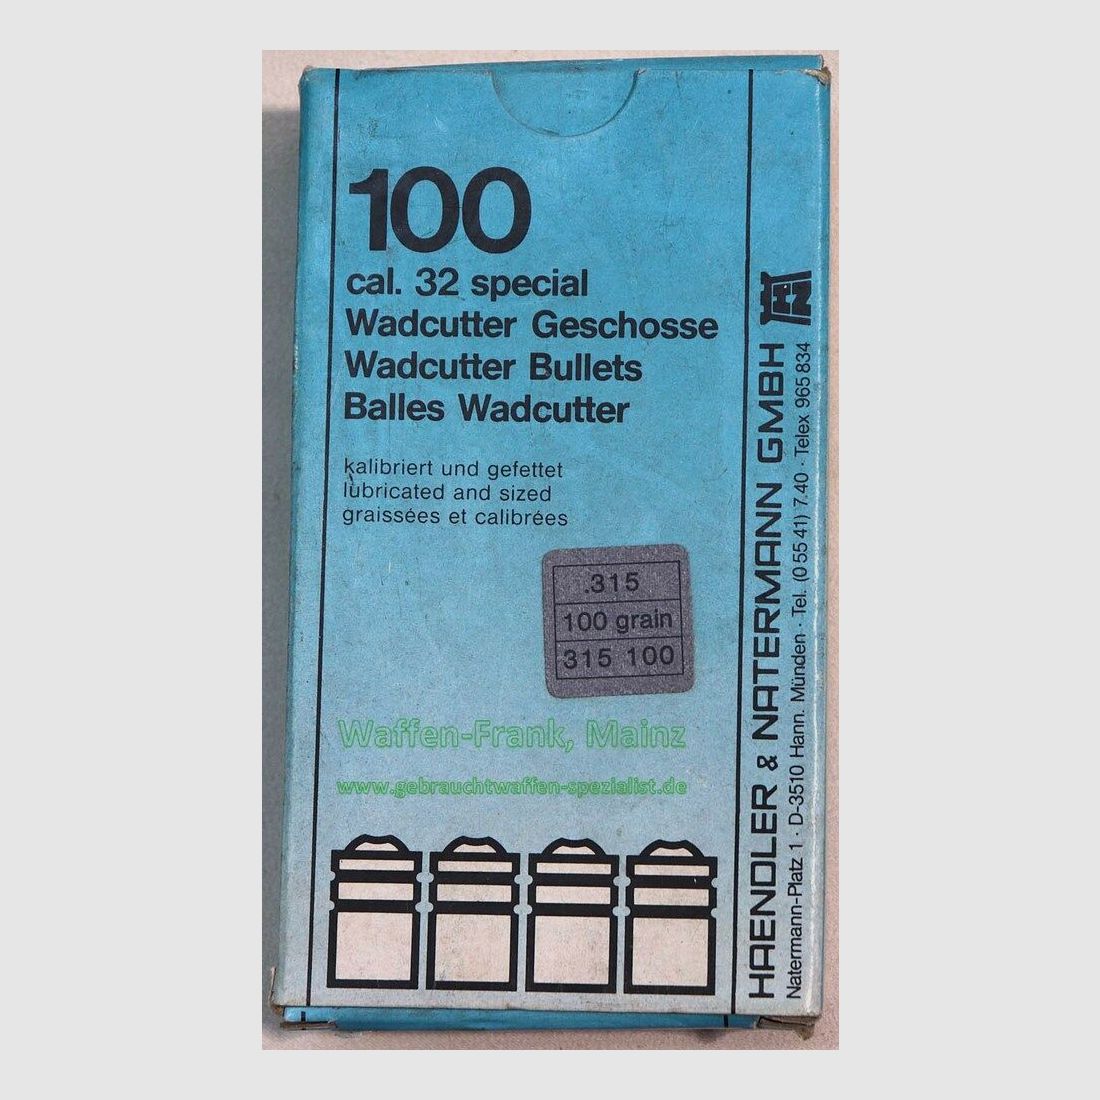 100
cal. 32 special
Wadcutter Geschosse
Wadcutter Bullets
Balles Wadcutter
kalibriert und gefettet
lubricated and sized
graissées et calibrées
.315
100 grain
315 100
Waffen-Frank, Mainz
www.gebrauchtwaffen-spezialist.de
HAENDLER & NATERMANN GMBH HN
Natermann-Platz 1 · D-3510 Hann. Münden · Tel. (0 55 41) 7.40 · Telex 965 834